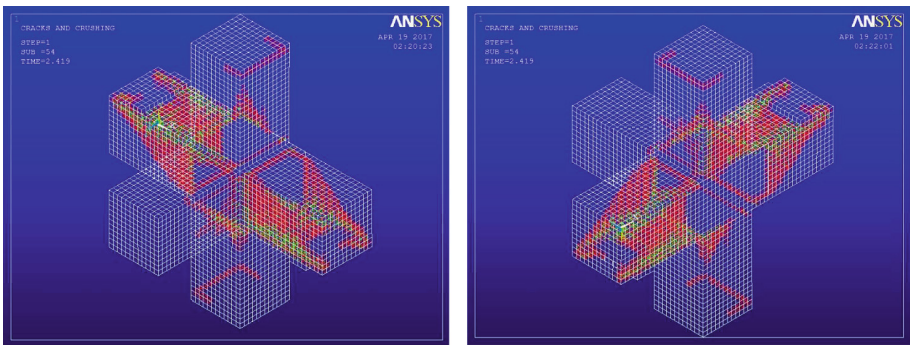 1
CRACKS AND CRUSHING
STEP=1
SUB =54
TIME=2.419
ANSYS
APR 19 2017
02:20:23
1
CRACKS AND CRUSHING
STEP=1
SUB =54
TIME=2.419
ANSYS
APR 19 2017
02:22:01